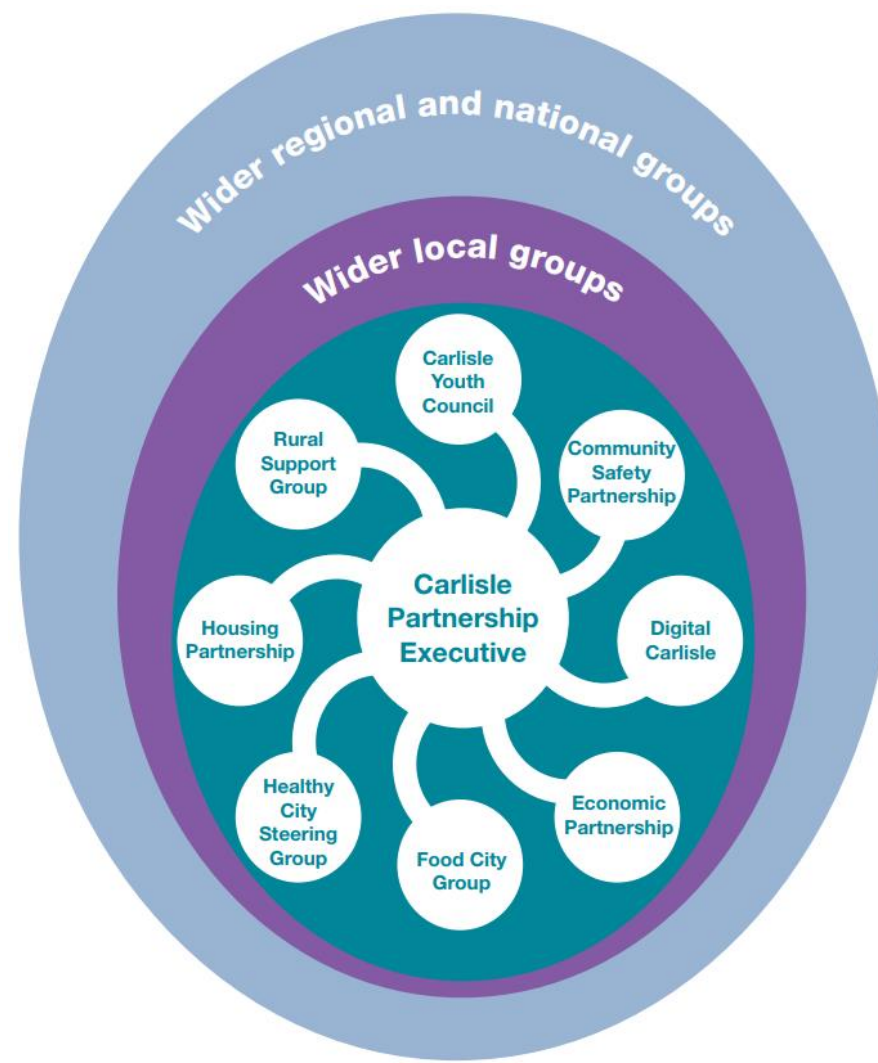 Wider regional and national groups
Wider local groups
Carlisle
Youth
Council
Rural
Support
Group
Community
Safety
Partnership
Carlisle
Partnership
Executive
Housing
Partnership
Digital
Carlisle
Healthy
City
Steering
Group
Food City
Group
Economic
Partnership